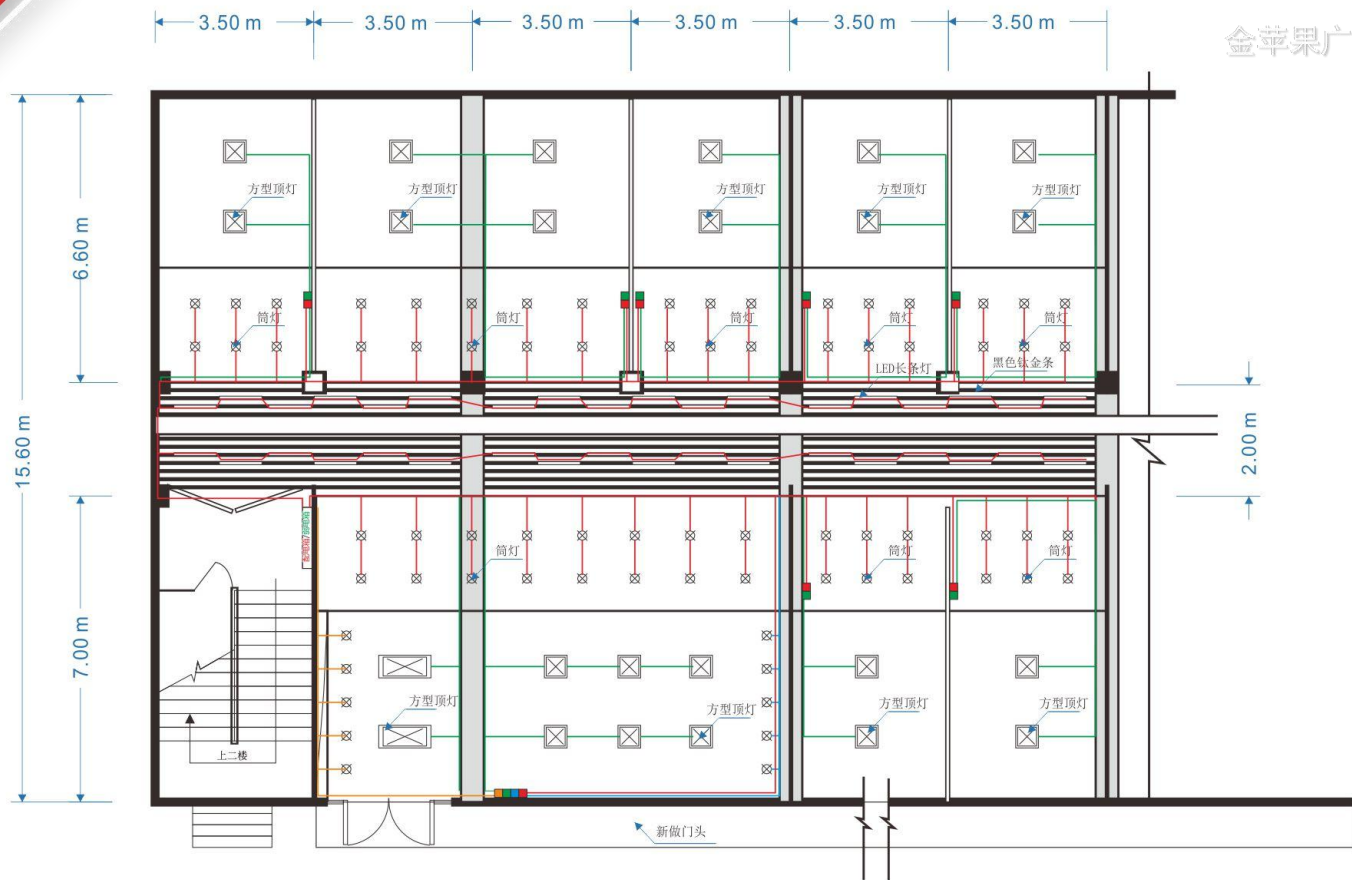 3.50 m
3.50 m
3.50 m
3.50 m
3.50 m
3.50 m
金苹果广
6.60 m
15.60 m
7.00 m
2.00 m
方型顶灯
方型顶灯
方型顶灯
方型顶灯
方型顶灯
筒灯
筒灯
筒灯
筒灯
筒灯
LED长条灯
黑色钛金条
筒灯
筒灯
筒灯
方型顶灯
方型顶灯
方型顶灯
方型顶灯
上二楼
新做门头